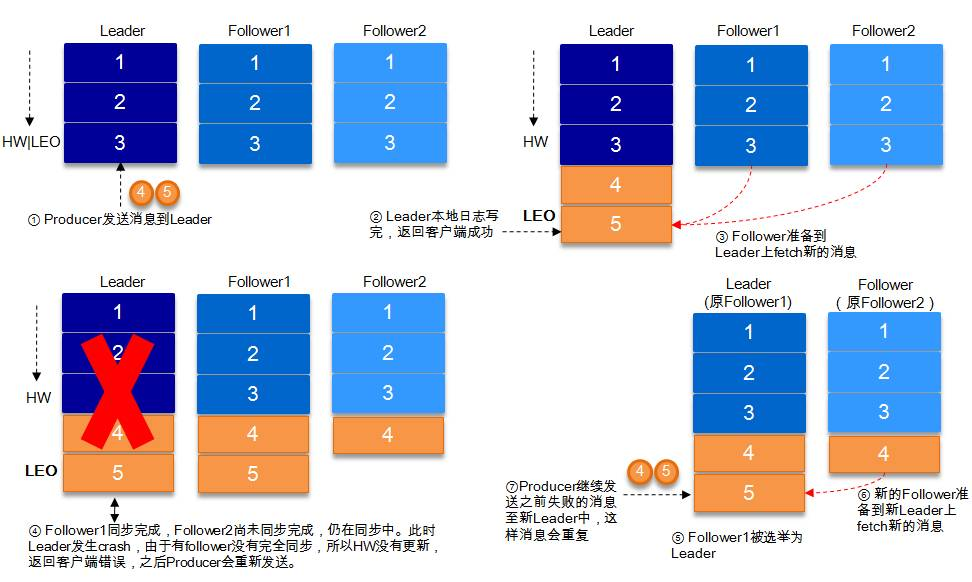 Leader Follower1 Follower2
1 1 1
2 2 2
HW|LEO 3 3 3
4 5
① Producer发送消息到Leader
Leader Follower1 Follower2
1 1 1
2 2 2
HW 3 3 3
4
② Leader本地日志写
完，返回客户端成功
LEO 5
③ Follower准备到
Leader上fetch新的消息
Leader Follower1 Follower2
1 1 1
2 2 2
HW 3 3
4 4 4
LEO 5 5
④ Follower1同步完成，Follower2尚未同步完成，仍在同步中。此时
Leader发生crash，由于有follower没有完全同步，所以HW没有更新，
返回客户端错误，之后Producer会重新发送。
Leader Follower
(原Follower1) （原Follower2）
1 1
2 2
3 3
4 4
5
4 5
⑦Producer继续发
送之前失败的消息
至新Leader中，这
样消息会重复
⑥ 新的Follower准
备到新Leader上
fetch新的消息
⑤ Follower1被选举为
Leader